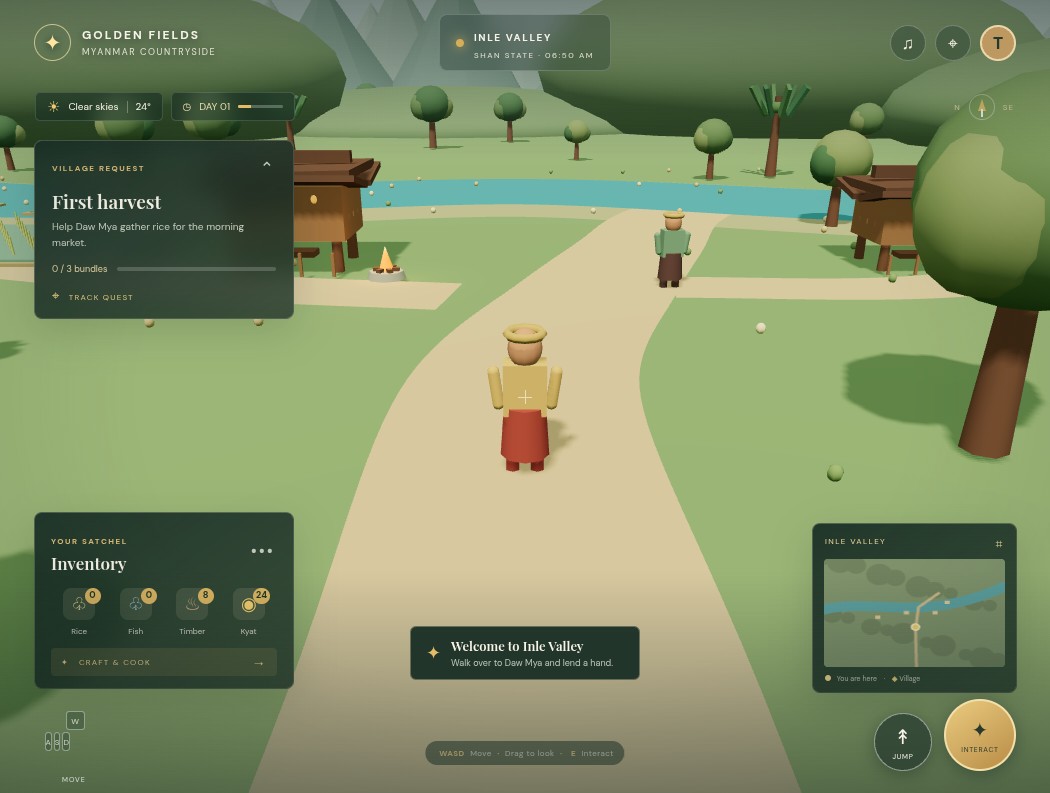 GOLDEN FIELDS
MYANMAR COUNTRYSIDE
INLE VALLEY
SHAN STATE · 06:50 AM
T
Clear skies 24°
DAY 01
N SE
VILLAGE REQUEST
First harvest
Help Daw Mya gather rice for the morning
market.
0 / 3 bundles
TRACK QUEST
YOUR SATCHEL
Inventory
0 0 8 24
Rice Fish Timber Kyat
CRAFT & COOK →
Welcome to Inle Valley
Walk over to Daw Mya and lend a hand.
INLE VALLEY
You are here · Village
W
A S D
MOVE
WASD Move · Drag to look · E Interact
JUMP
INTERACT